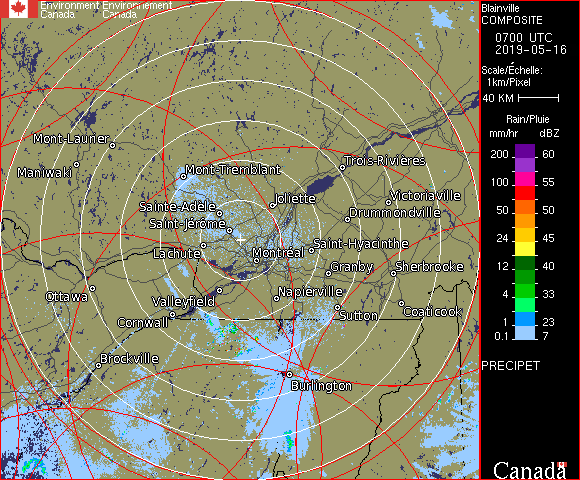 Environment Environnement
Canada Canada
Blainville
COMPOSITE
0700 UTC
2019-05-16
Scale/Échelle:
1km/Pixel
40 KM
Rain/Pluie
mm/hr dBZ
200 60
100 55
50 50
24 45
12 40
4 33
1 23
0.1 7
PRECIPET
Canada
Mont-Laurier
Maniwaki
Mont-Tremblant
Trois-Rivières
Victoriaville
Joliette
Sainte-Adèle
Drummondville
Saint-Jérôme
Saint-Hyacinthe
Lachute
Montréal
Granby
Sherbrooke
Ottawa
Valleyfield
Napierville
Cornwall
Sutton
Coaticook
Brockville
Burlington